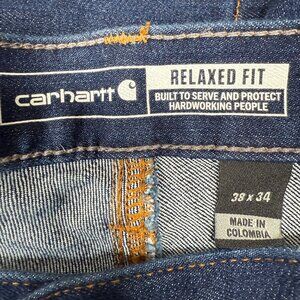 carhartt
RELAXED FIT
BUILT TO SERVE AND PROTECT
HARDWORKING PEOPLE
38 x 34
MADE IN
COLOMBIA